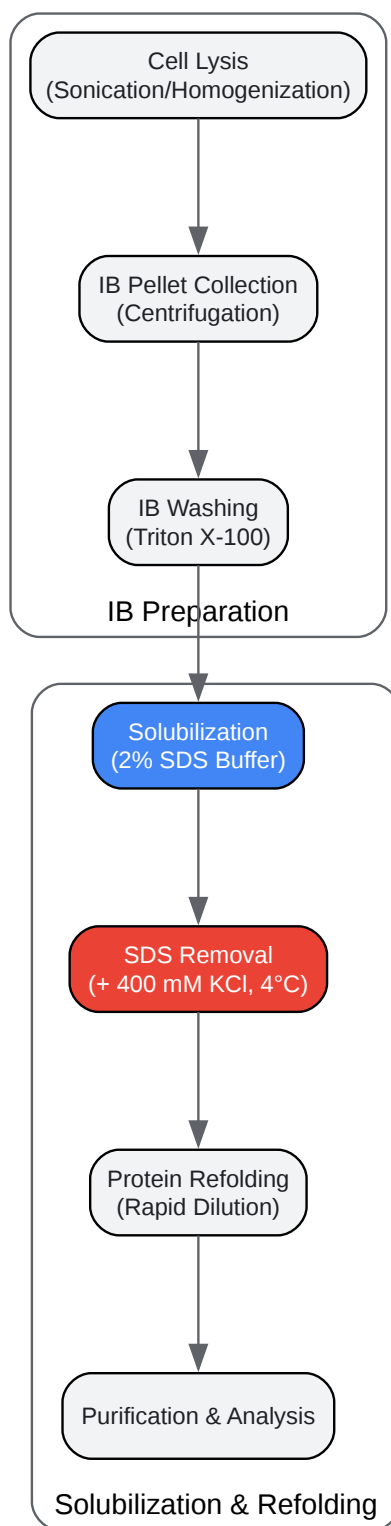 Cell Lysis
(Sonication/Homogenization)
IB Pellet Collection
(Centrifugation)
IB Washing
(Triton X-100)
IB Preparation
Solubilization
(2% SDS Buffer)
SDS Removal
(+ 400 mM KCl, 4°C)
Protein Refolding
(Rapid Dilution)
Purification & Analysis
Solubilization & Refolding